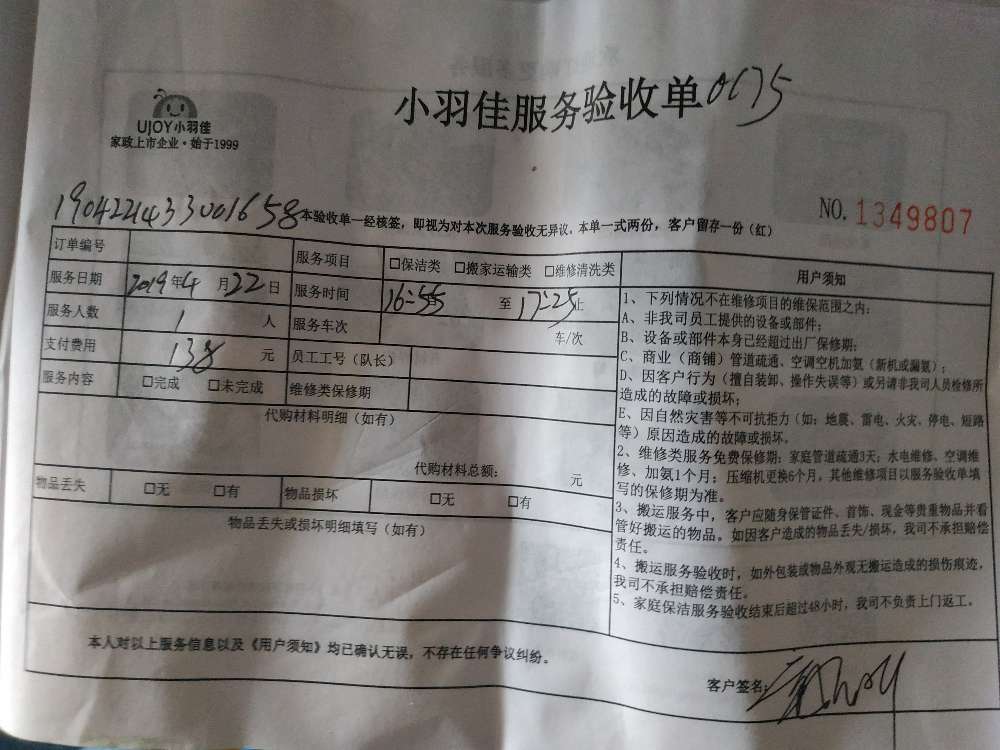 UJOY小羽佳
家政上市企业·始于1999
小羽佳服务验收单 0175
1904221433001658
本验收单一经核签，即视为对本次服务验收无异议，本单一式两份，客户留存一份（红）
NO. 1349807
订单编号
服务项目 □保洁类 □搬家运输类 □维修清洗类
服务日期 2019年4月22日
服务时间 16:55 至 17:25止
服务人数 1 人
服务车次 车/次
支付费用 138 元
员工工号（队长）
服务内容 □完成 □未完成
维修类保修期
代购材料明细（如有）
代购材料总额： 元
物品丢失 □无 □有 物品损坏 □无 □有
物品丢失或损坏明细填写（如有）
用户须知
1、下列情况不在维修项目的维保范围之内：
A、非我司员工提供的设备或部件；
B、设备或部件本身已经超过出厂保修期；
C、商业（商铺）管道疏通、空调空机加氨（新机或漏氨）；
D、因客户行为（擅自装卸、操作失误等）或另请非我司人员检修所
造成的故障或损坏；
E、因自然灾害等不可抗拒力（如：地震、雷电、火灾、停电、短路
等）原因造成的故障或损坏。
2、维修类服务免费保修期：家庭管道疏通3天；水电维修、空调维
修、加氨1个月；压缩机更换6个月，其他维修项目以服务验收单填
写的保修期为准。
3、搬运服务中，客户应随身保管证件、首饰、现金等贵重物品并看
管好搬运的物品。如因客户造成的物品丢失/损坏，我司不承担赔偿
责任。
4、搬运服务验收时，如外包装或物品外观无搬运造成的损伤痕迹，
我司不承担赔偿责任。
5、家庭保洁服务验收结束后超过48小时，我司不负责上门返工。
本人对以上服务信息以及《用户须知》均已确认无误，不存在任何争议纠纷。
客户签名：